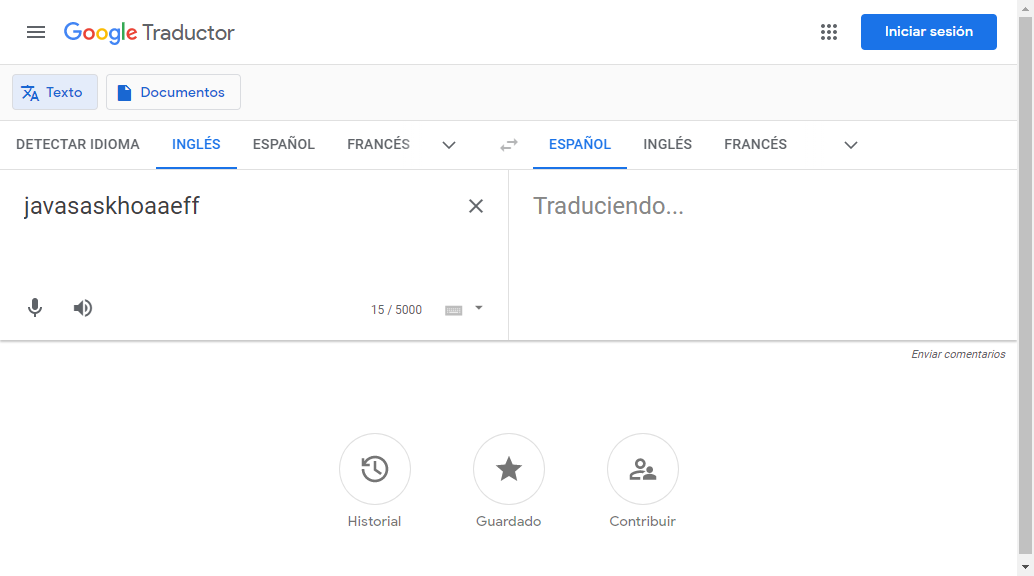 Google Traductor
Iniciar sesión
Texto
Documentos
DETECTAR IDIOMA INGLÉS ESPAÑOL FRANCÉS ESPAÑOL INGLÉS FRANCÉS
javasaskhoaaeff
Traduciendo...
15 / 5000
Enviar comentarios
Historial Guardado Contribuir